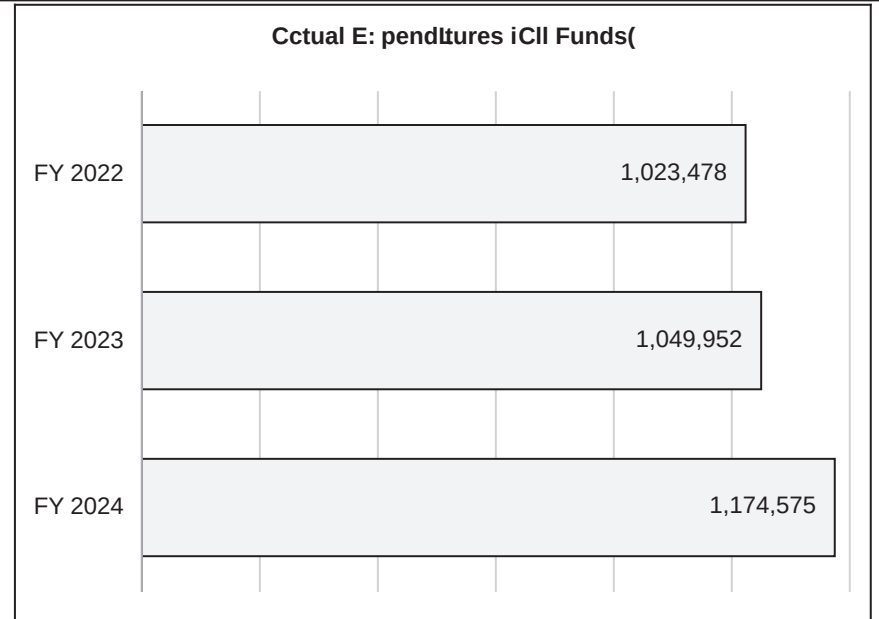 Cctual E: pendLtures iCll Funds(
FY 2022
1,023,478
FY 2023
1,049,952
FY 2024
1,174,575